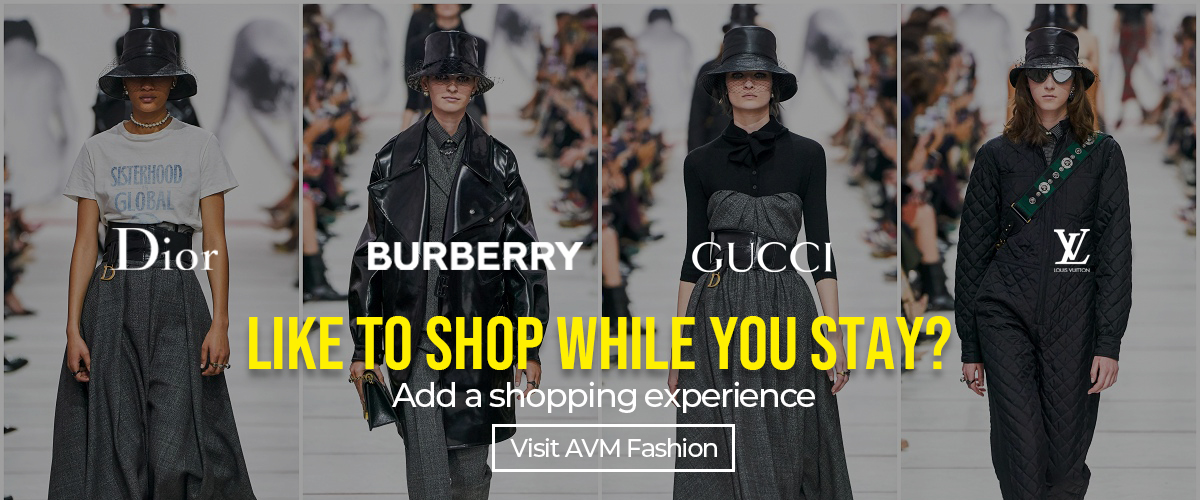 SISTERHOOD
GLOBAL
Dior
D
BURBERRY
GUCCI
D
LV
LOUIS VUITTON
LIKE TO SHOP WHILE YOU STAY?
Add a shopping experience
Visit AVM Fashion